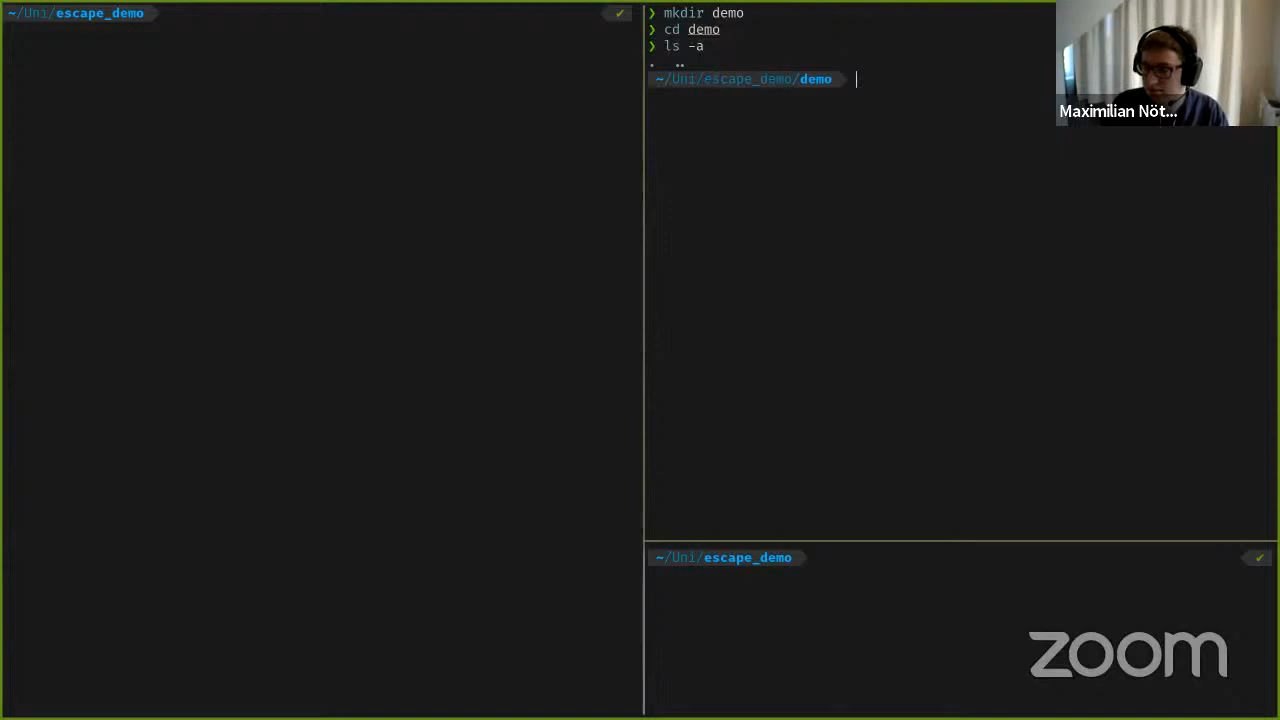 ~/Uni/escape_demo ✔
❯ mkdir demo
❯ cd demo
❯ ls -a
. ..
~/Uni/escape_demo/demo
Maximilian Nöt...
~/Uni/escape_demo ✔
zoom